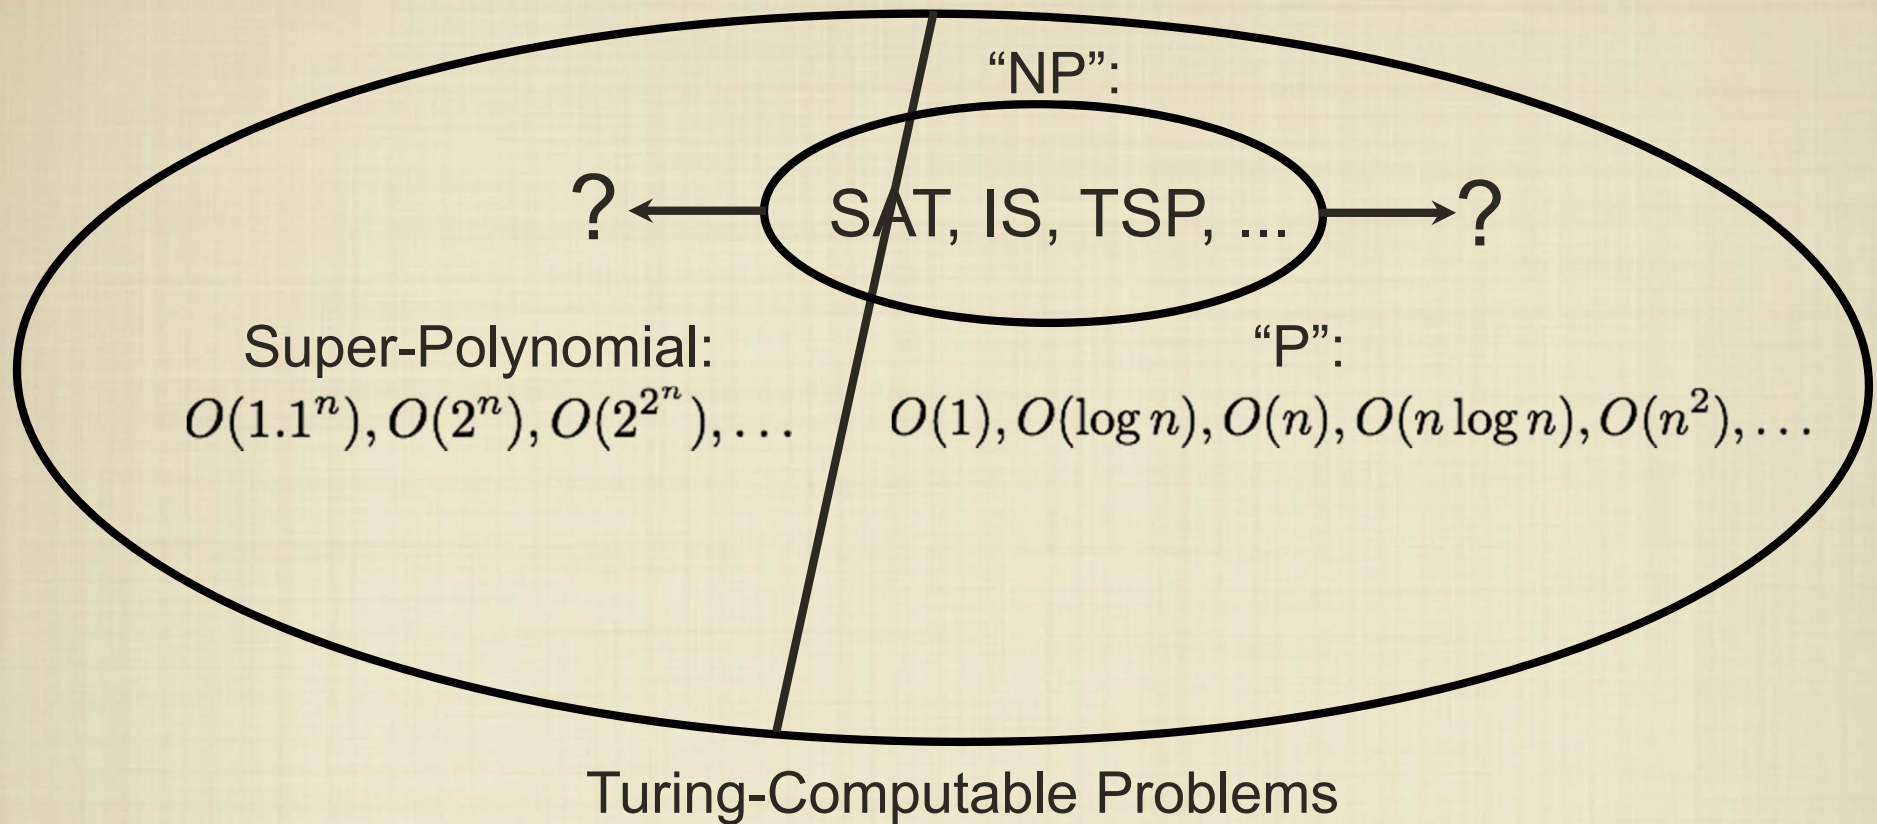 “NP”:
? SAT, IS, TSP, ... ?
Super-Polynomial: “P”:
O(1.1^n), O(2^n), O(2^{2^n}), . . . O(1), O(log n), O(n), O(n log n), O(n^2), . . .
Turing-Computable Problems